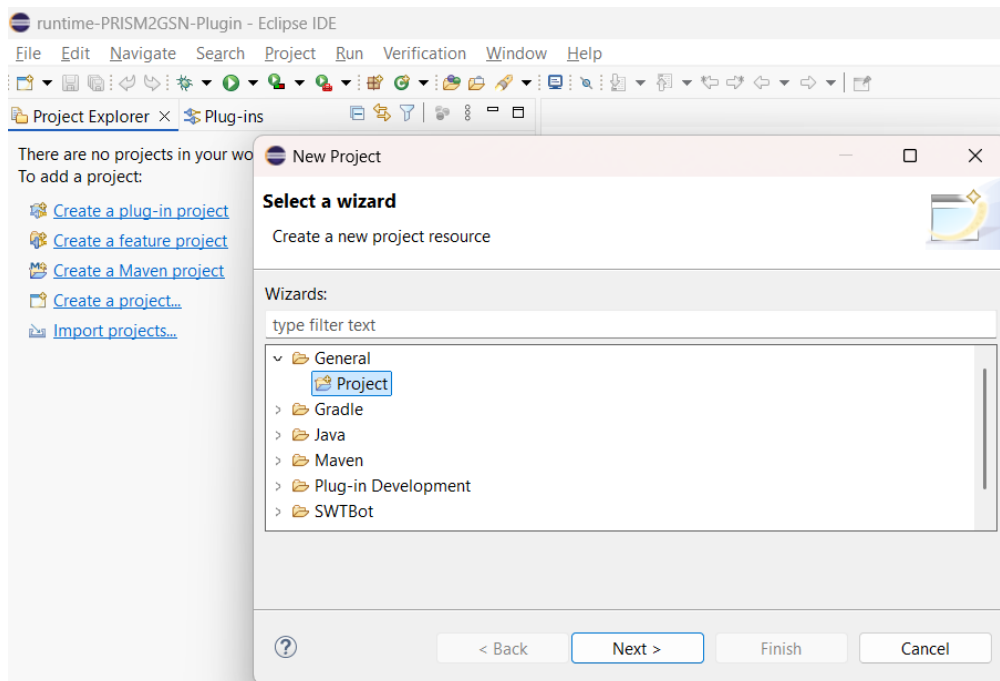 runtime-PRISM2GSN-Plugin - Eclipse IDE
File Edit Navigate Search Project Run Verification Window Help
Project Explorer Plug-ins
There are no projects in your wo
To add a project:
Create a plug-in project
Create a feature project
Create a Maven project
Create a project...
Import projects...
New Project
Select a wizard
Create a new project resource
Wizards:
type filter text
General
Project
Gradle
Java
Maven
Plug-in Development
SWTBot
< Back Next > Finish Cancel